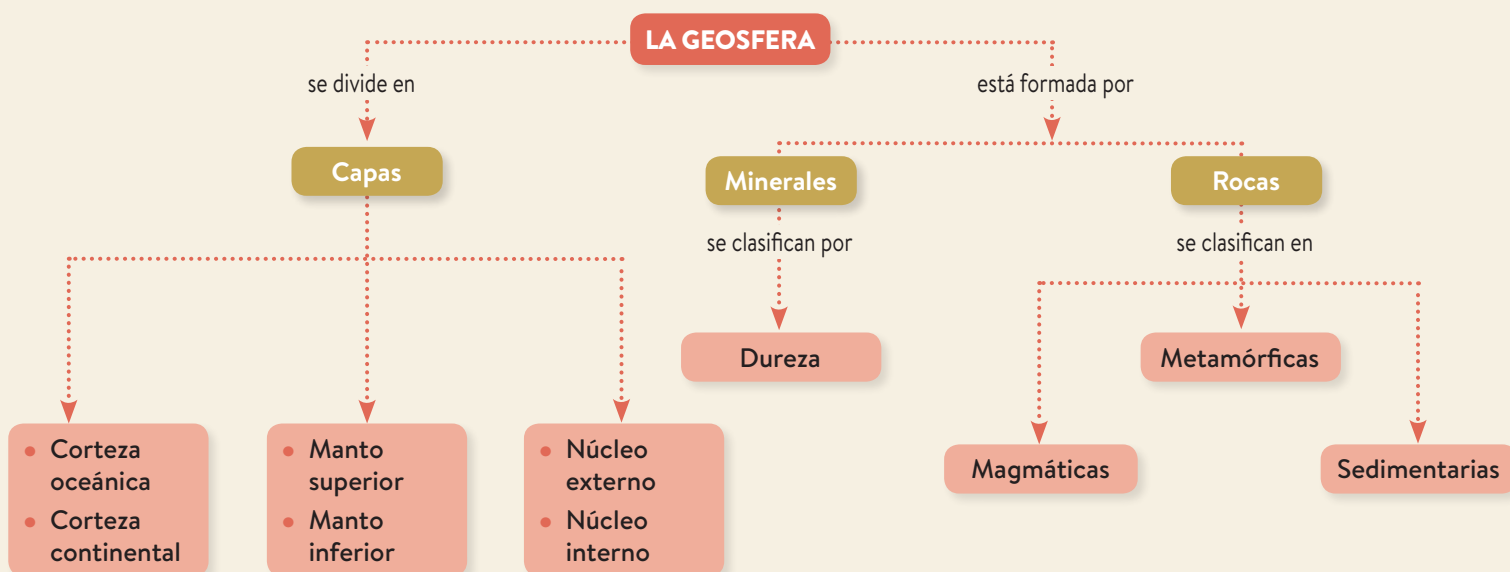 LA GEOSFERA
se divide en
está formada por
Capas
Minerales
Rocas
se clasifican por
se clasifican en
Dureza
Metamórficas
Magmáticas
Sedimentarias
• Corteza
oceánica
• Corteza
continental
• Manto
superior
• Manto
inferior
• Núcleo
externo
• Núcleo
interno